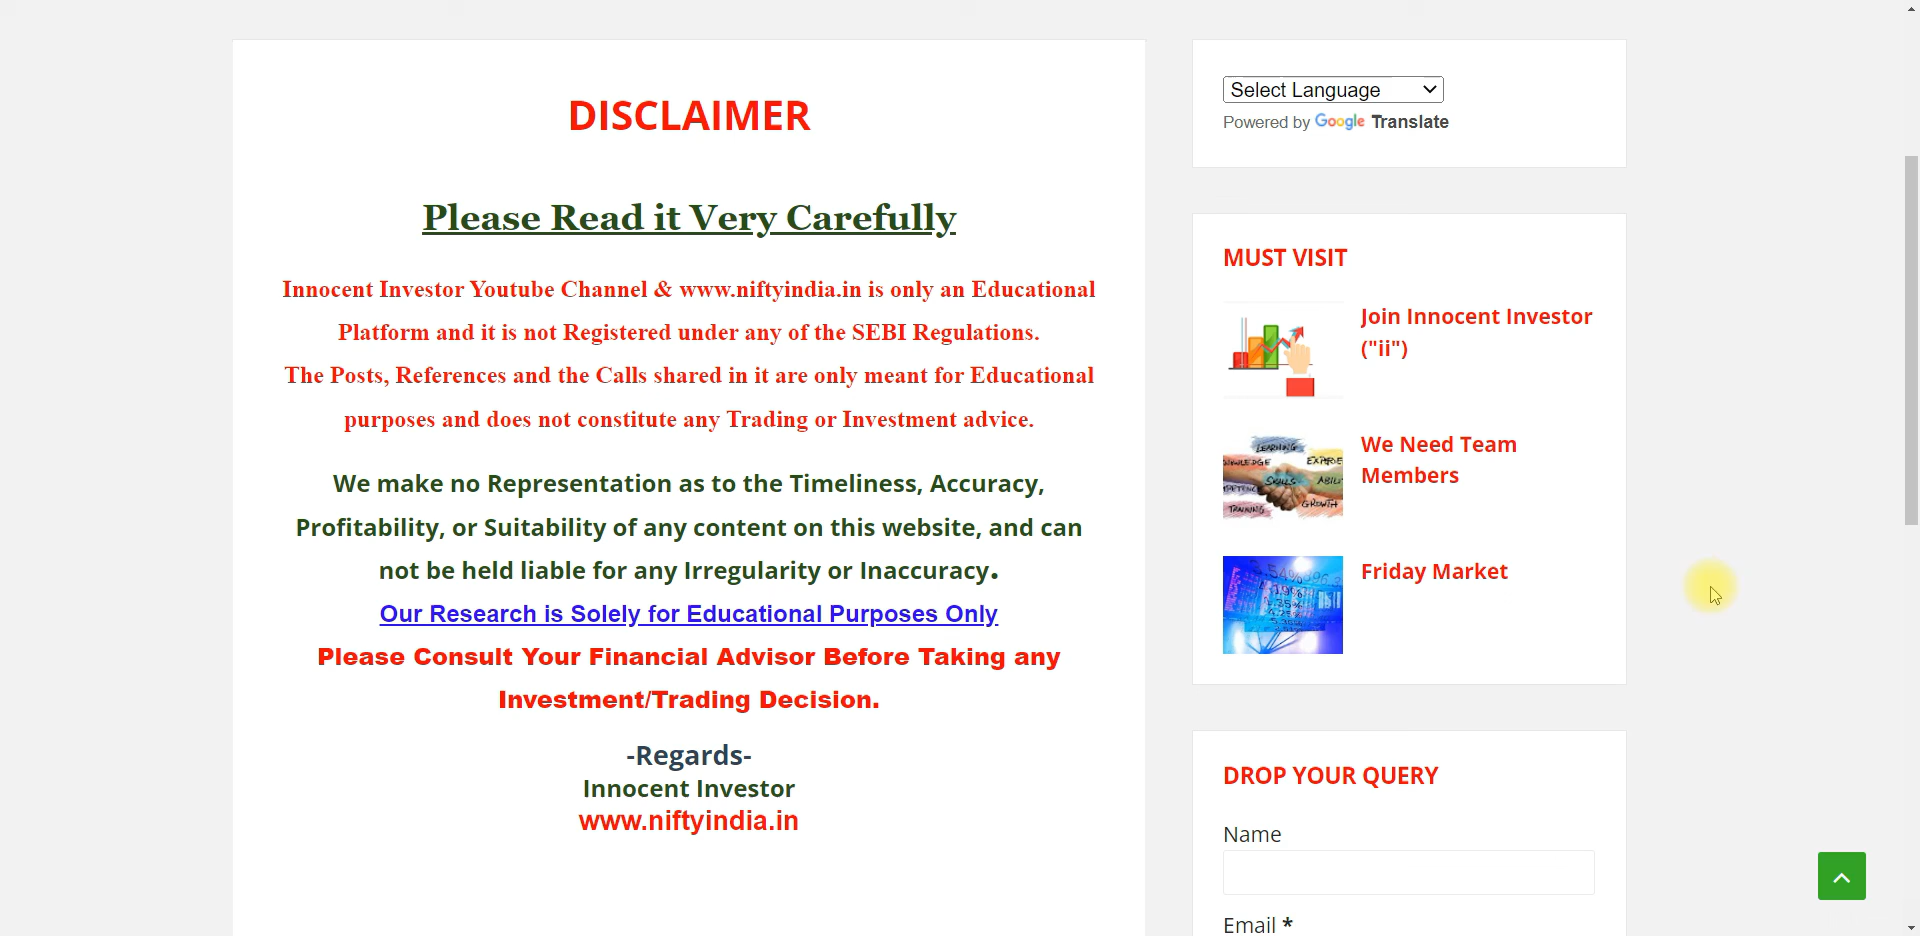 DISCLAIMER
Please Read it Very Carefully
Innocent Investor Youtube Channel & www.niftyindia.in is only an Educational
Platform and it is not Registered under any of the SEBI Regulations.
The Posts, References and the Calls shared in it are only meant for Educational
purposes and does not constitute any Trading or Investment advice.
We make no Representation as to the Timeliness, Accuracy,
Profitability, or Suitability of any content on this website, and can
not be held liable for any Irregularity or Inaccuracy.
Our Research is Solely for Educational Purposes Only
Please Consult Your Financial Advisor Before Taking any
Investment/Trading Decision.
-Regards-
Innocent Investor
www.niftyindia.in
Select Language
Powered by Google Translate
MUST VISIT
Join Innocent Investor
("ii")
We Need Team
Members
LEARNING
SKILLS
TRAINING
GROWTH
Friday Market
DROP YOUR QUERY
Name
Email *